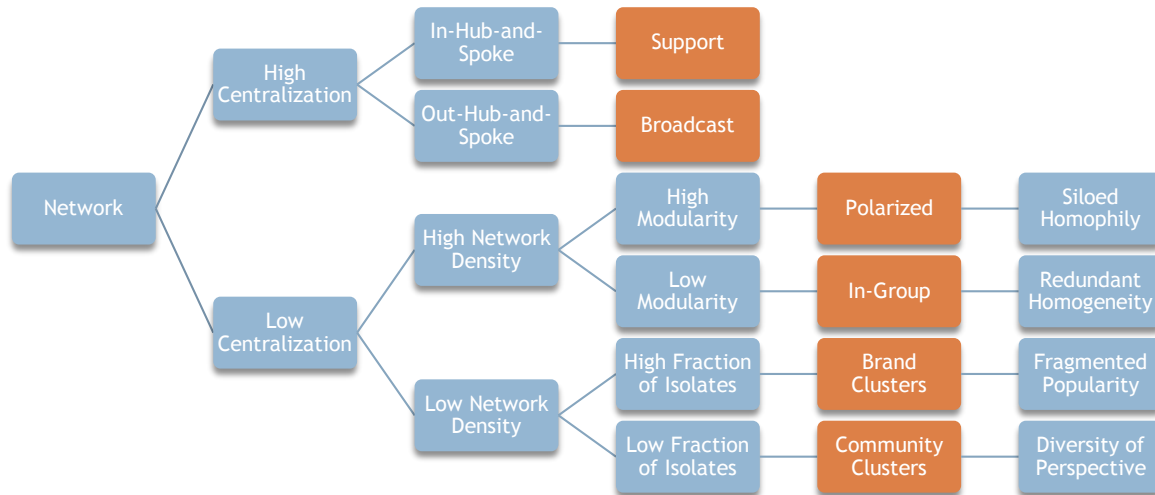 In-Hub-and-
Spoke
Support
High
Centralization
Out-Hub-and-
Spoke
Broadcast
Network
High
Modularity
Polarized
Siloed
Homophily
High Network
Density
Low
Modularity
In-Group
Redundant
Homogeneity
Low
Centralization
High Fraction
of Isolates
Brand
Clusters
Fragmented
Popularity
Low Network
Density
Low Fraction
of Isolates
Community
Clusters
Diversity of
Perspective